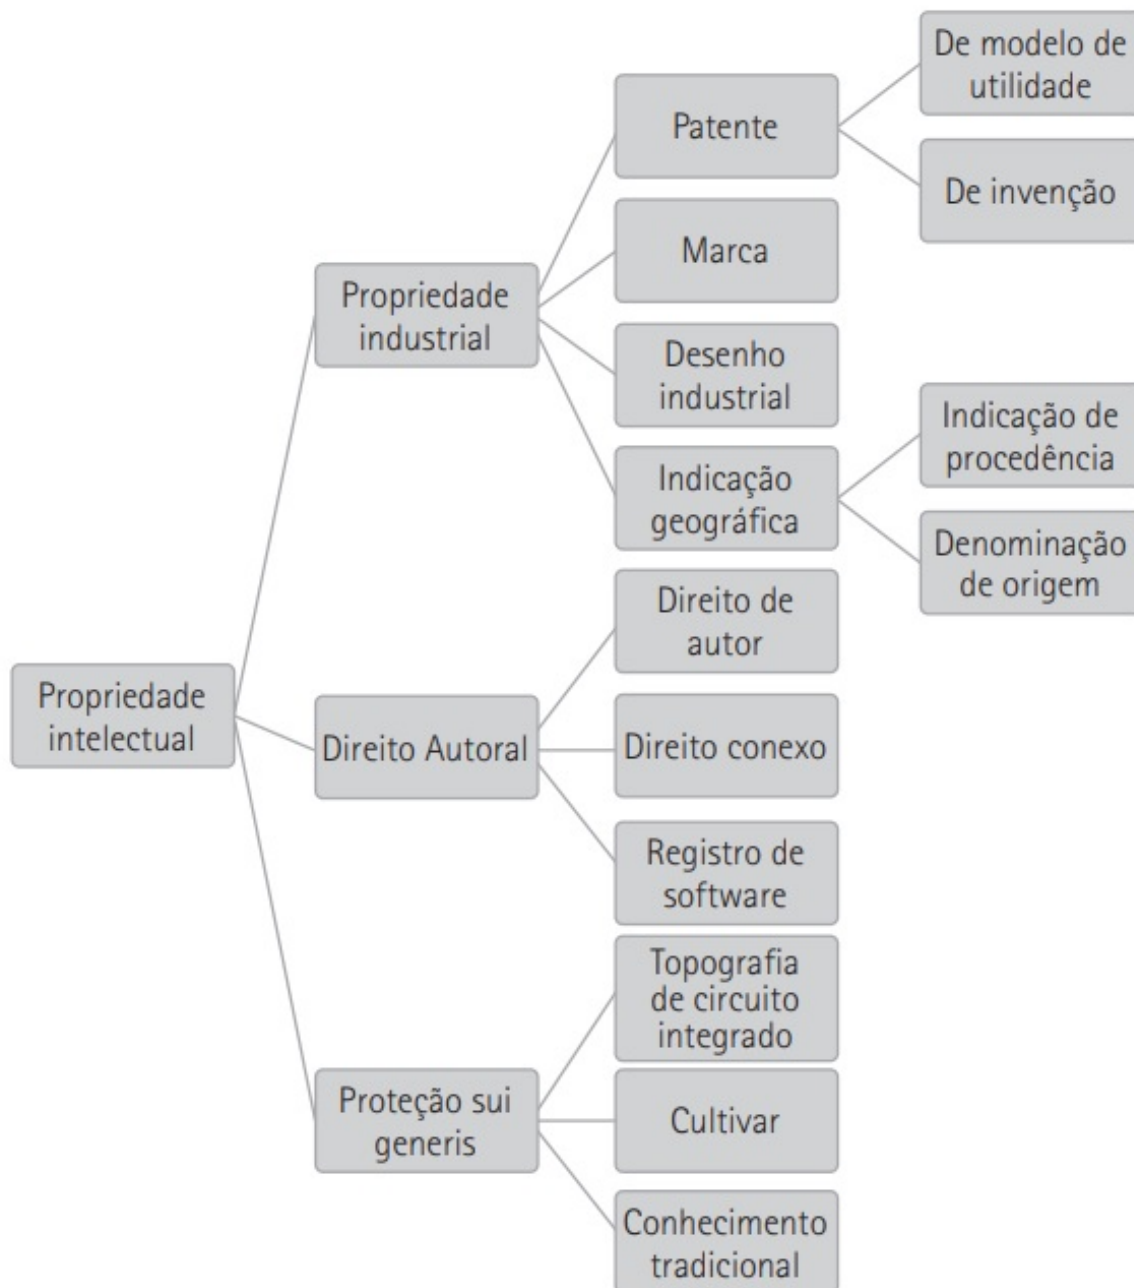 De modelo de
utilidade
Patente
De invenção
Marca
Propriedade
industrial
Desenho
industrial
Indicação de
procedência
Indicação
geográfica
Denominação
de origem
Direito de
autor
Propriedade
intelectual
Direito Autoral
Direito conexo
Registro de
software
Topografia
de circuito
integrado
Proteção sui
generis
Cultivar
Conhecimento
tradicional